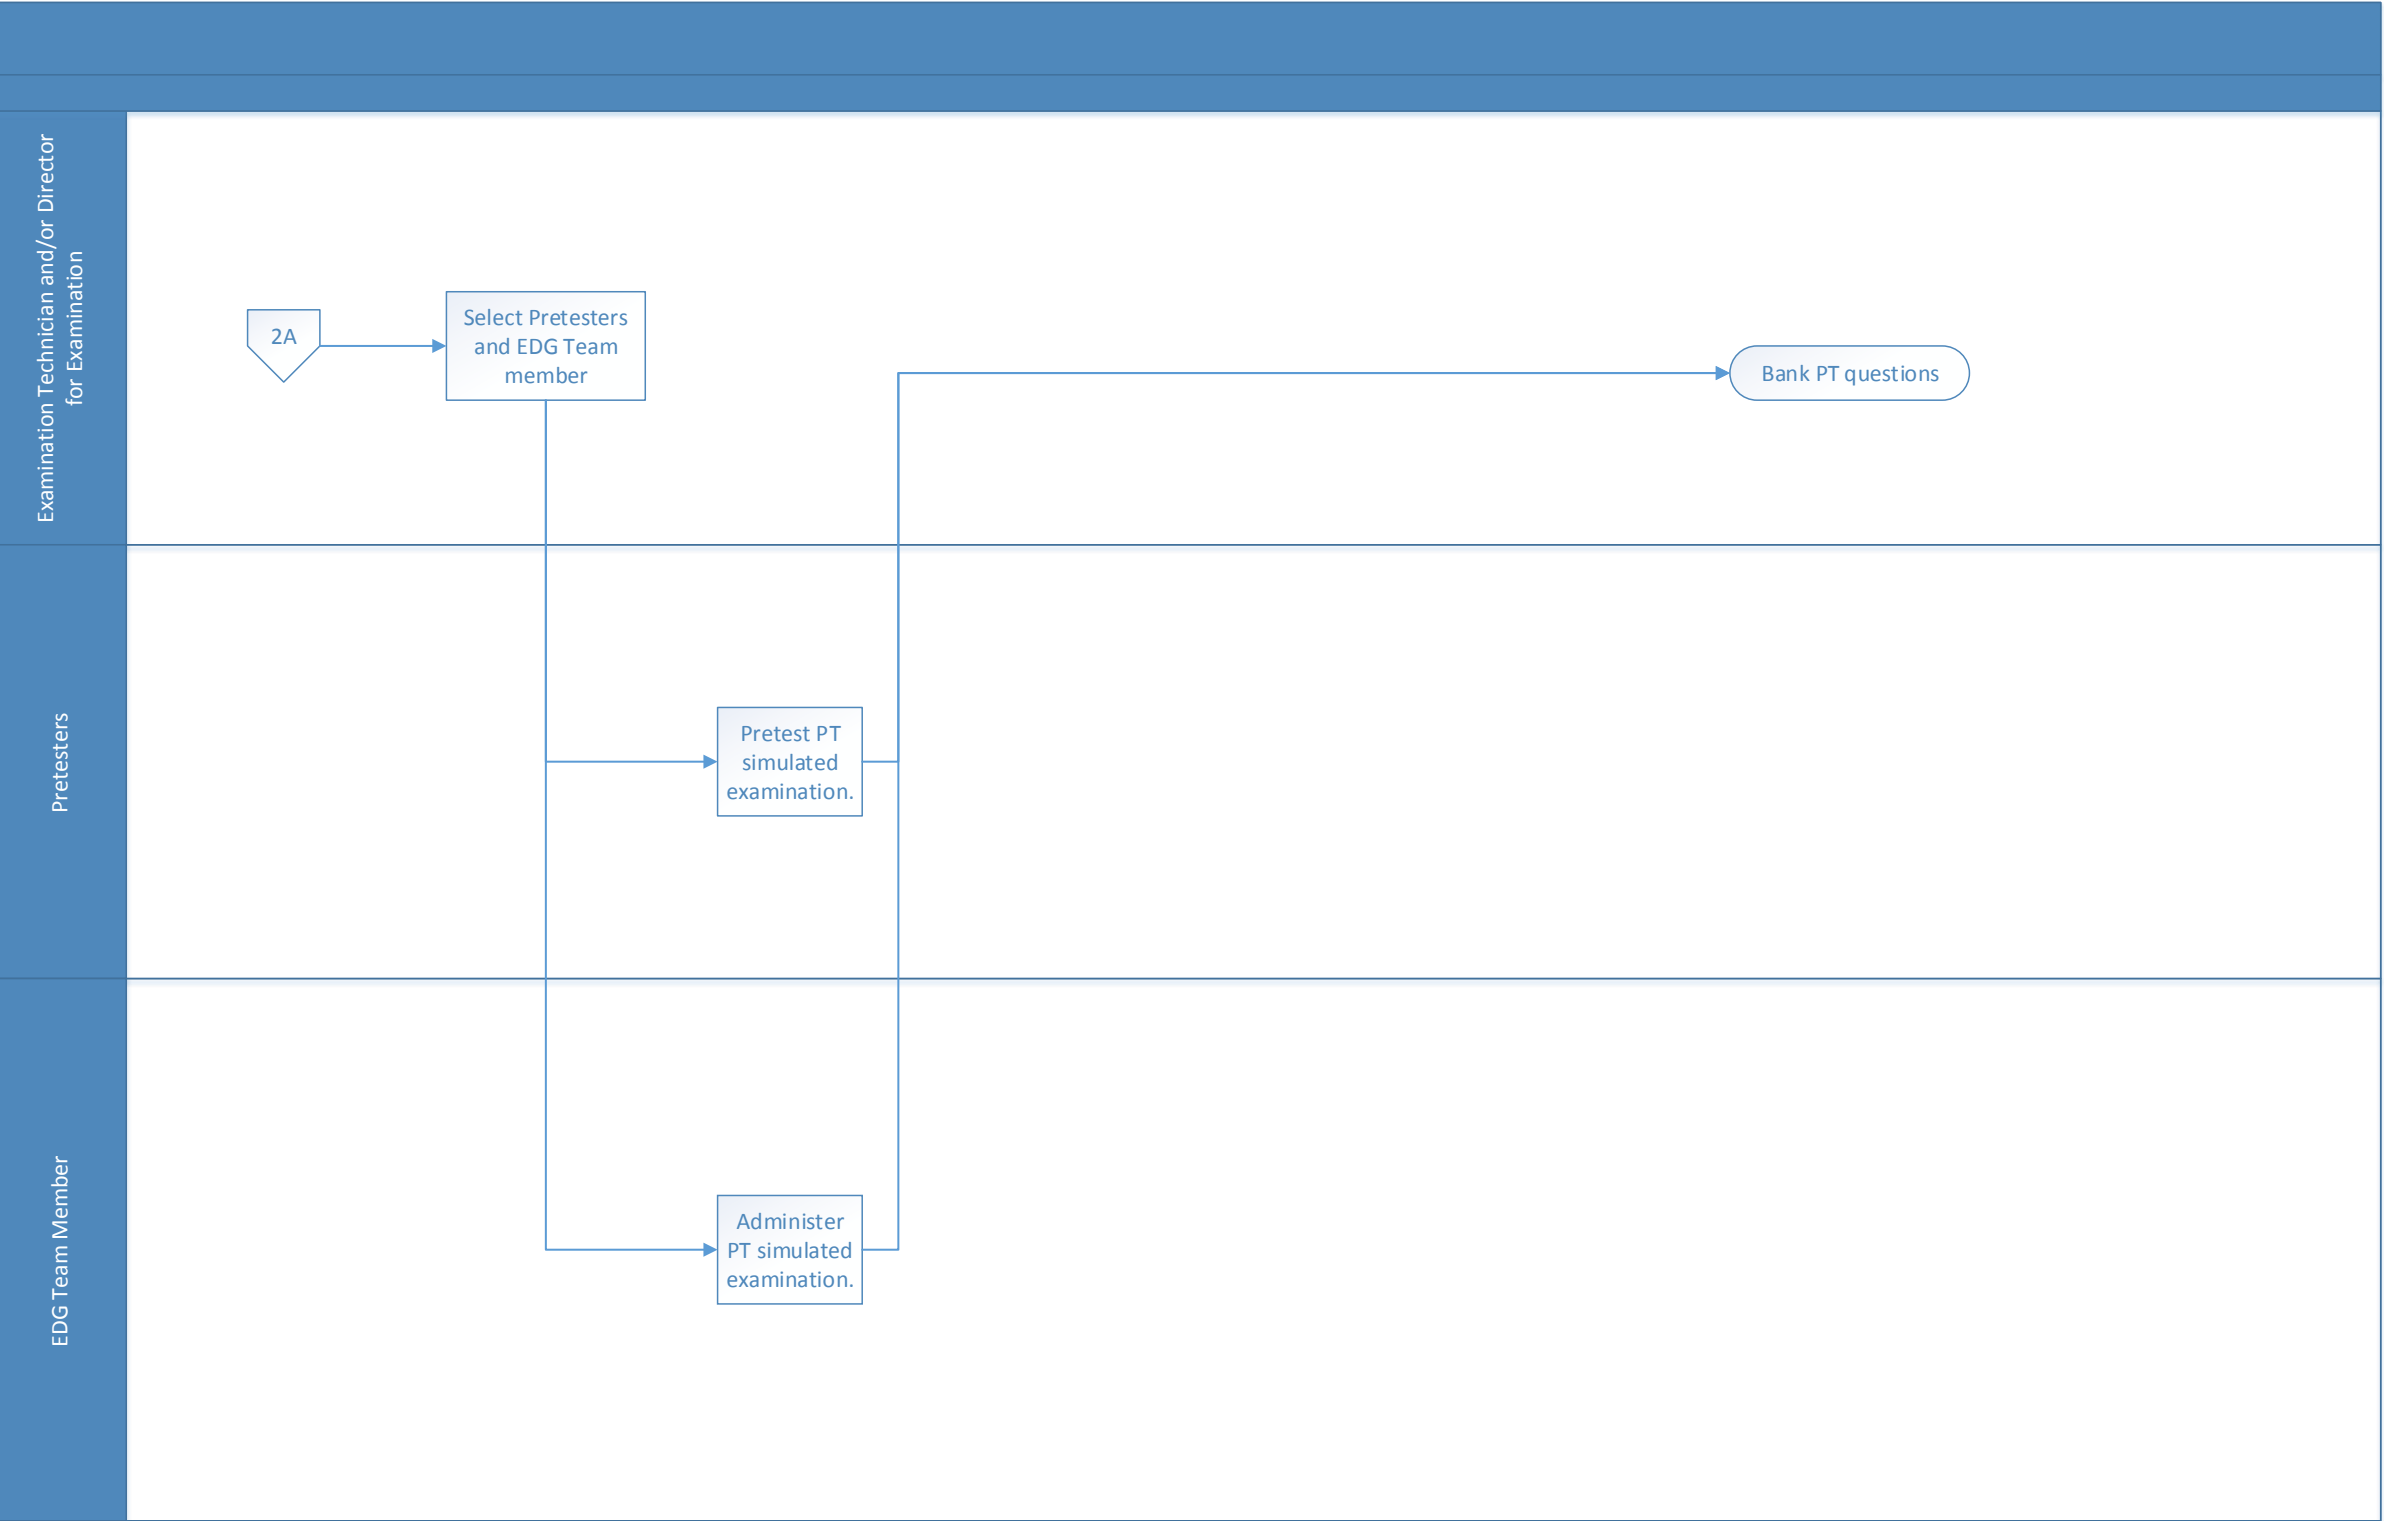 Examination Technician and/or Director
for Examination
2A
Select Pretesters
and EDG Team
member
Bank PT questions
Pretesters
Pretest PT
simulated
examination.
EDG Team Member
Administer
PT simulated
examination.